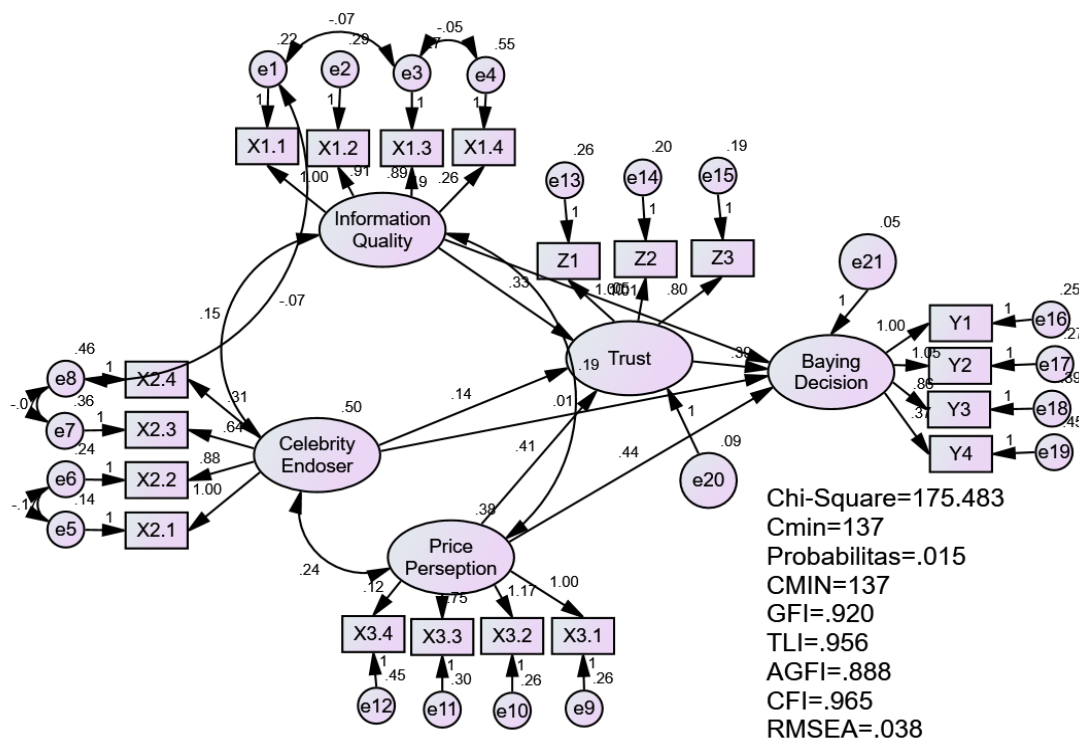 -.07
-.05
.22
.29
.55
e1
e2
e3
e4
1
1
1
1
X1.1
X1.2
X1.3
X1.4
1.00
.91
.89
.26
.26
.20
.19
e13
e14
e15
1
1
1
Z1
Z2
Z3
Information
Quality
.33
.80
.05
e21
1
.15
-.07
.19
Trust
.39
Baying
Decision
1.00
Y1
1
e16
.25
1.05
Y2
1
e17
.27
.86
Y3
1
e18
.39
Y4
1
e19
.45
.46
e8
1
X2.4
.31
.36
e7
1
X2.3
.64
.24
e6
1
X2.2
.88
.14
e5
1
X2.1
1.00
.50
Celebrity
Endoser
.14
.01
.41
.44
1
.09
e20
.38
Price
Perseption
.24
.12
.75
1.17
1.00
X3.4
X3.3
X3.2
X3.1
1
1
1
1
.45
.30
.26
.26
e12
e11
e10
e9
Chi-Square=175.483
Cmin=137
Probabilitas=.015
CMIN=137
GFI=.920
TLI=.956
AGFI=.888
CFI=.965
RMSEA=.038